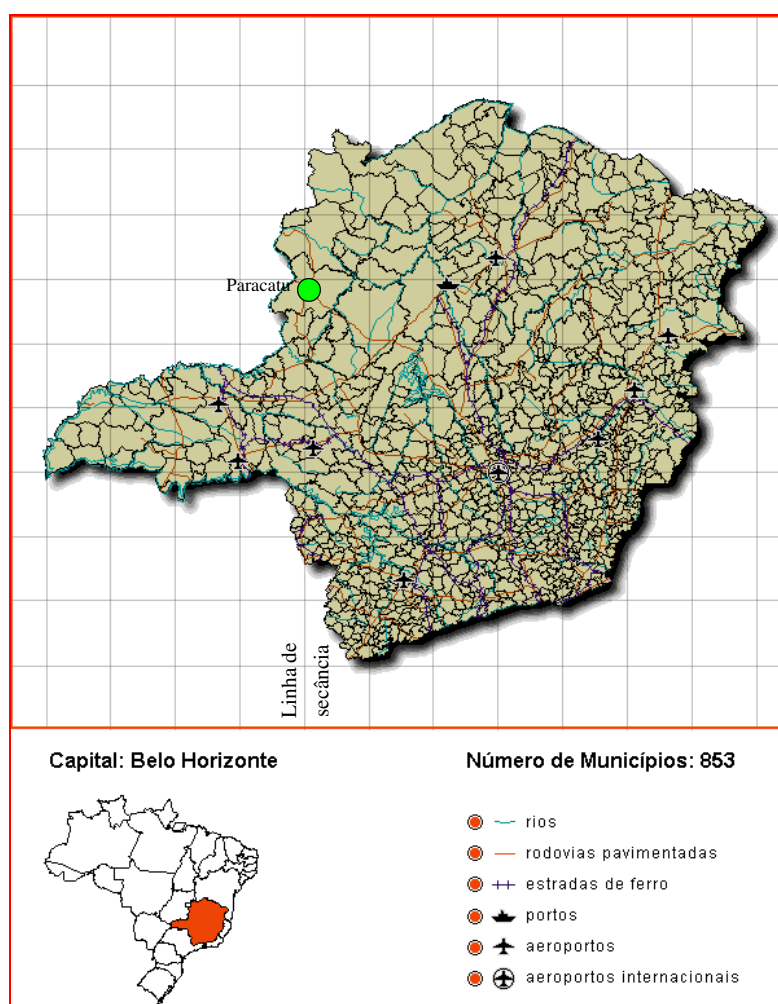 Paracatu
Linha de
secância
Capital: Belo Horizonte
Número de Municípios: 853
rios
rodovias pavimentadas
estradas de ferro
portos
aeroportos
aeroportos internacionais